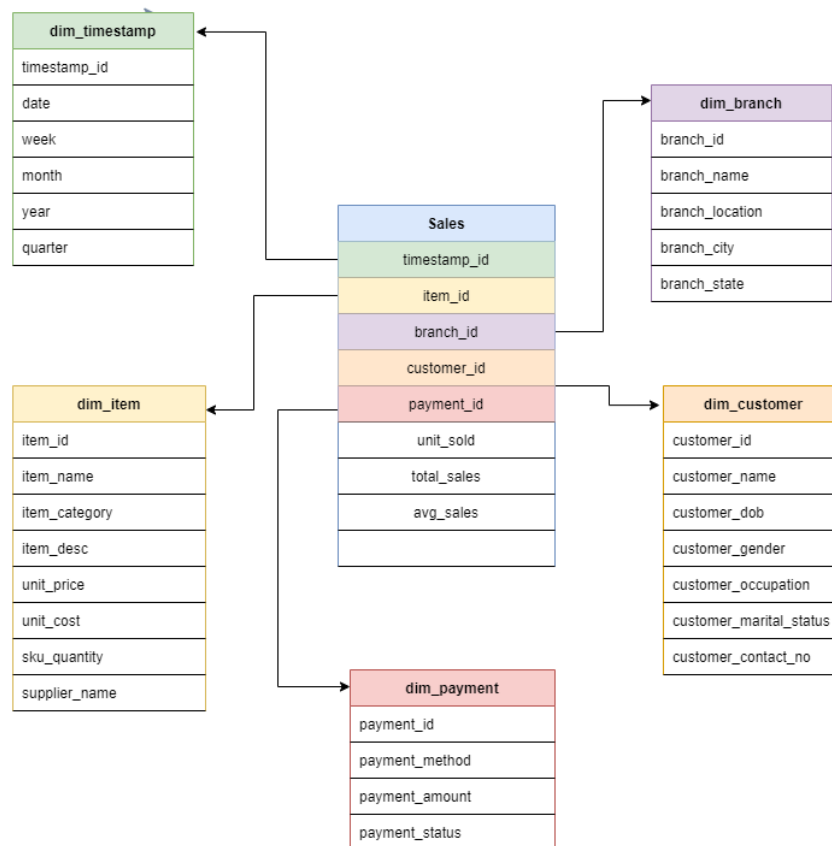 dim_timestamp
timestamp_id
date
week
month
year
quarter
dim_branch
branch_id
branch_name
branch_location
branch_city
branch_state
Sales
timestamp_id
item_id
branch_id
customer_id
payment_id
unit_sold
total_sales
avg_sales
dim_item
item_id
item_name
item_category
item_desc
unit_price
unit_cost
sku_quantity
supplier_name
dim_customer
customer_id
customer_name
customer_dob
customer_gender
customer_occupation
customer_marital_status
customer_contact_no
dim_payment
payment_id
payment_method
payment_amount
payment_status